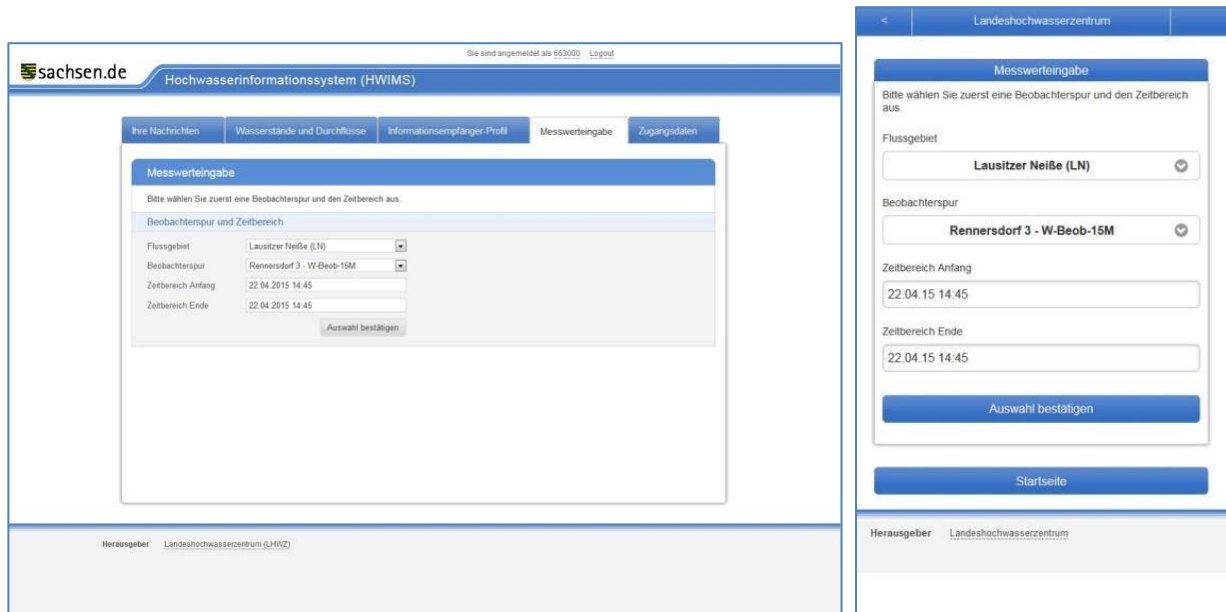 Sie sind angemeldet als 663000 Logout
sachsen.de
Hochwasserinformationssystem (HWIMS)
Ihre Nachrichten Wasserstände und Durchflüsse Informationsempfänger-Profil Messwerteingabe Zugangsdaten
Messwerteingabe
Bitte wählen Sie zuerst eine Beobachterspur und den Zeitbereich aus.
Beobachterspur und Zeitbereich
Flussgebiet Lausitzer Neiße (LN)
Beobachterspur Rennersdorf 3 - W-Beob-15M
Zeitbereich Anfang 22.04.2015 14:45
Zeitbereich Ende 22.04.2015 14:45
Auswahl bestätigen
Herausgeber Landeshochwasserzentrum (LHWZ)
< Landeshochwasserzentrum
Messwerteingabe
Bitte wählen Sie zuerst eine Beobachterspur und den Zeitbereich
aus.
Flussgebiet
Lausitzer Neiße (LN)
Beobachterspur
Rennersdorf 3 - W-Beob-15M
Zeitbereich Anfang
22.04.15 14:45
Zeitbereich Ende
22.04.15 14:45
Auswahl bestätigen
Startseite
Herausgeber Landeshochwasserzentrum